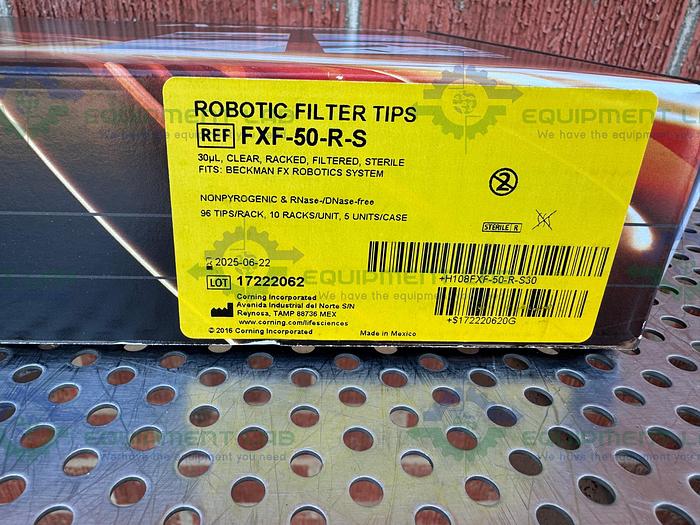 ROBOTIC FILTER TIPS
REF FXF-50-R-S
30µL, CLEAR, RACKED, FILTERED, STERILE
FITS: BECKMAN FX ROBOTICS SYSTEM
NONPYROGENIC & RNase-/DNase-free
96 TIPS/RACK, 10 RACKS/UNIT, 5 UNITS/CASE
2
STERILE R
2025-06-22
LOT 17222062
+H108FXF-50-R-S30
Corning Incorporated
Avenida Industrial del Norte S/N
Reynosa, TAMP 88736 MEX
www.corning.com/lifesciences
© 2016 Corning Incorporated
Made in Mexico
+$172220620G
EQUIPMENT LAB
We have the equipment you need